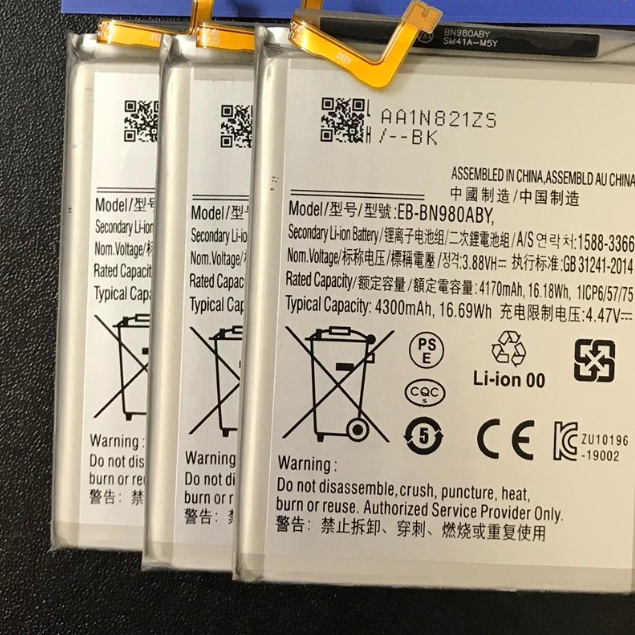 BN980ABY
SM41A-M5Y
AA1N821ZS
H/--BK
ASSEMBLED IN CHINA,ASSEMBLD AU CHINA
中國制造/中国制造
Model/型号/型號:EB-BN980ABY,
Secondary Li-ion Battery/锂离子电池组/二次鋰電池組/A/S 연락처:1588-3366
Nom.Voltage/标称电压/標稱電壓/정격:3.88VH⎓ 执行标准:GB 31241-2014
Rated Capacity/额定容量/額定電容量:4170mAh, 16.18Wh, 1ICP6/57/75
Typical Capacity: 4300mAh, 16.69Wh 充电限制电压:4.47V⎓
PS
E
CQC
S
5
Li-ion 00
CE
KC
ZU10196
-19002
Warning:
Do not disassemble, crush, puncture, heat,
burn or reuse. Authorized Service Provider Only.
警告: 禁止拆卸、穿刺、燃烧或重复使用
Model/型号
Secondary Li-ion
Nom.Voltage/
Rated Capacity
Typical Capa
Warning:
Do not dis
burn or r
警告:
Model/型号
Secondary Li-io
Nom.Voltage/标
Rated Capacity
Typical Cap
Warning:
Do not dis
burn or re
警告: 禁